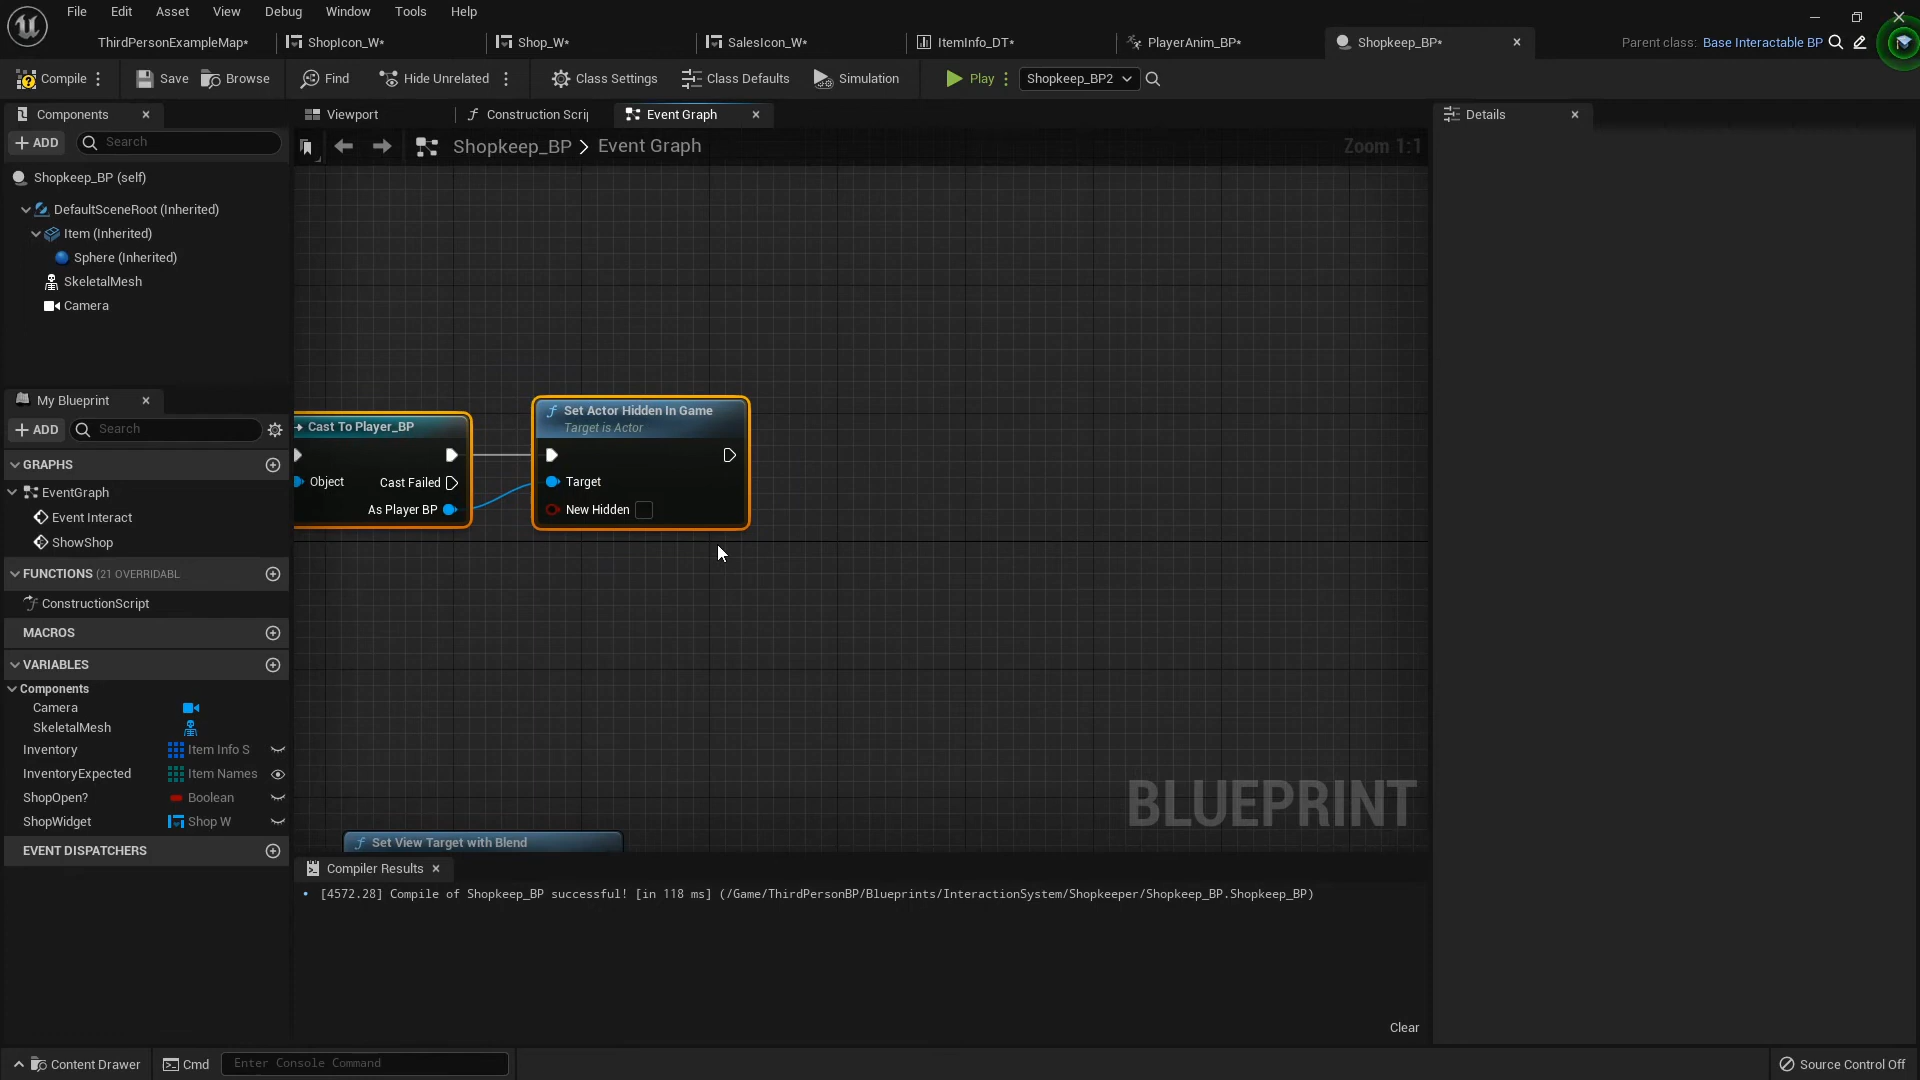 File Edit Asset View Debug Window Tools Help
ThirdPersonExampleMap* ShopIcon_W* Shop_W* SalesIcon_W* ItemInfo_DT* PlayerAnim_BP* Shopkeep_BP* Parent class: Base Interactable BP
Compile Save Browse Find Hide Unrelated Class Settings Class Defaults Simulation Play Shopkeep_BP2
Components Viewport Construction Scri Event Graph Details
ADD Search Shopkeep_BP > Event Graph Zoom 1:1
Shopkeep_BP (self)
DefaultSceneRoot (Inherited)
Item (Inherited)
Sphere (Inherited)
SkeletalMesh
Camera
My Blueprint
ADD Search
GRAPHS
EventGraph
Event Interact
ShowShop
FUNCTIONS (21 OVERRIDABL
ConstructionScript
MACROS
VARIABLES
Components
Camera
SkeletalMesh
Inventory Item Info S
InventoryExpected Item Names
ShopOpen? Boolean
ShopWidget Shop W
EVENT DISPATCHERS
Cast To Player_BP
Object Cast Failed
As Player BP
Set Actor Hidden In Game
Target is Actor
Target
New Hidden
BLUEPRINT
Set View Target with Blend
Compiler Results
[4572.28] Compile of Shopkeep_BP successful! [in 118 ms] (/Game/ThirdPersonBP/Blueprints/InteractionSystem/Shopkeeper/Shopkeep_BP.Shopkeep_BP)
Clear
Content Drawer Cmd Enter Console Command Source Control Off